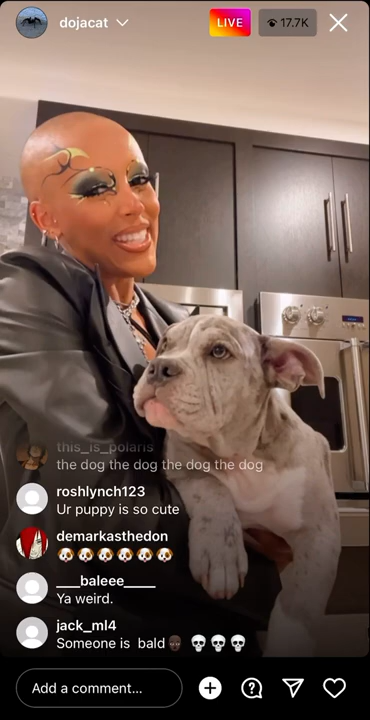 dojacat
LIVE
17.7K
this_is_polaris
the dog the dog the dog the dog
roshlynch123
Ur puppy is so cute
demarkasthedon
🐶🐶🐶🐶🐶🐶
___baleee____
Ya weird.
jack_ml4
Someone is bald👨🏿‍🦲 💀💀💀
Add a comment...